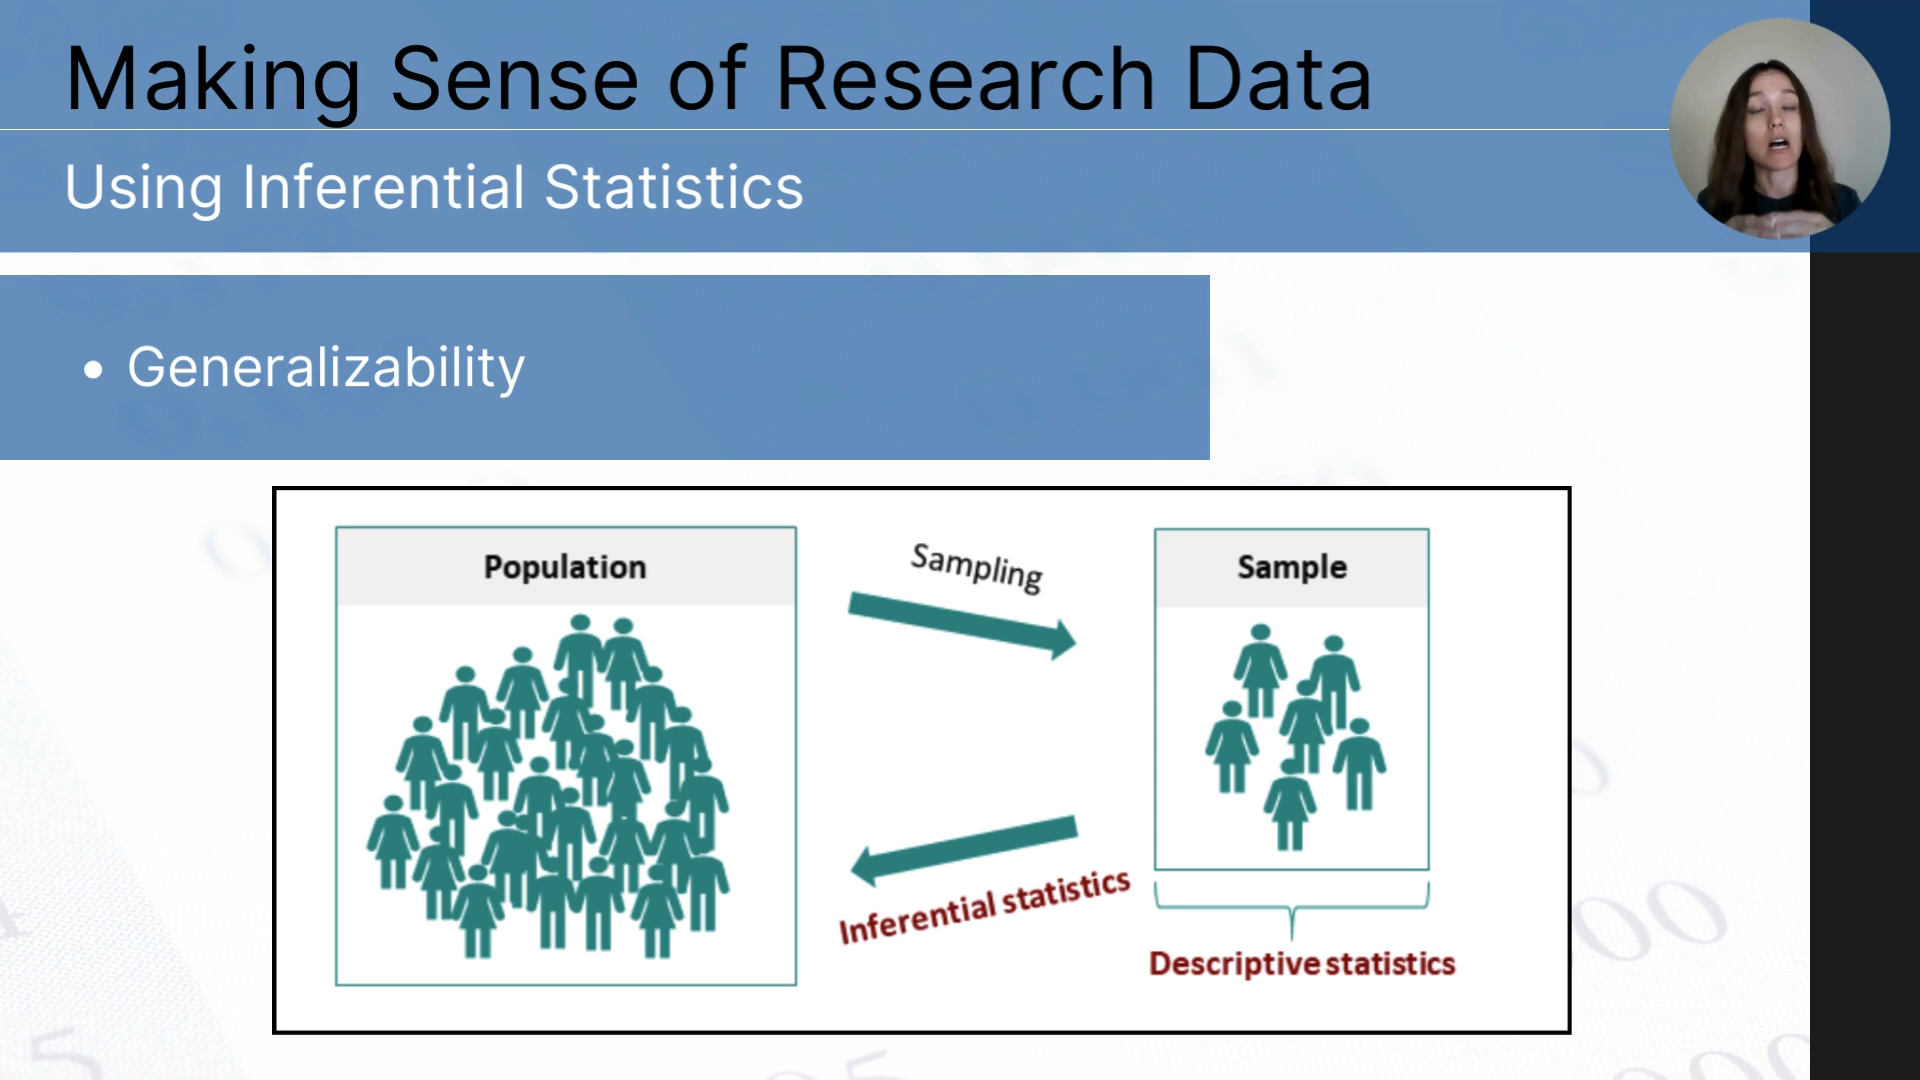 Making Sense of Research Data
Using Inferential Statistics
• Generalizability
Population
Sampling
Sample
Inferential statistics
Descriptive statistics